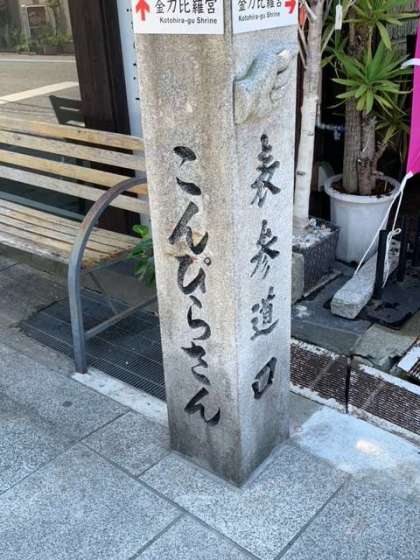 金刀比羅宮
Kotohira-gu Shrine
金刀比羅宮
Kotohira-gu Shrine
こんぴらさん
表参道口